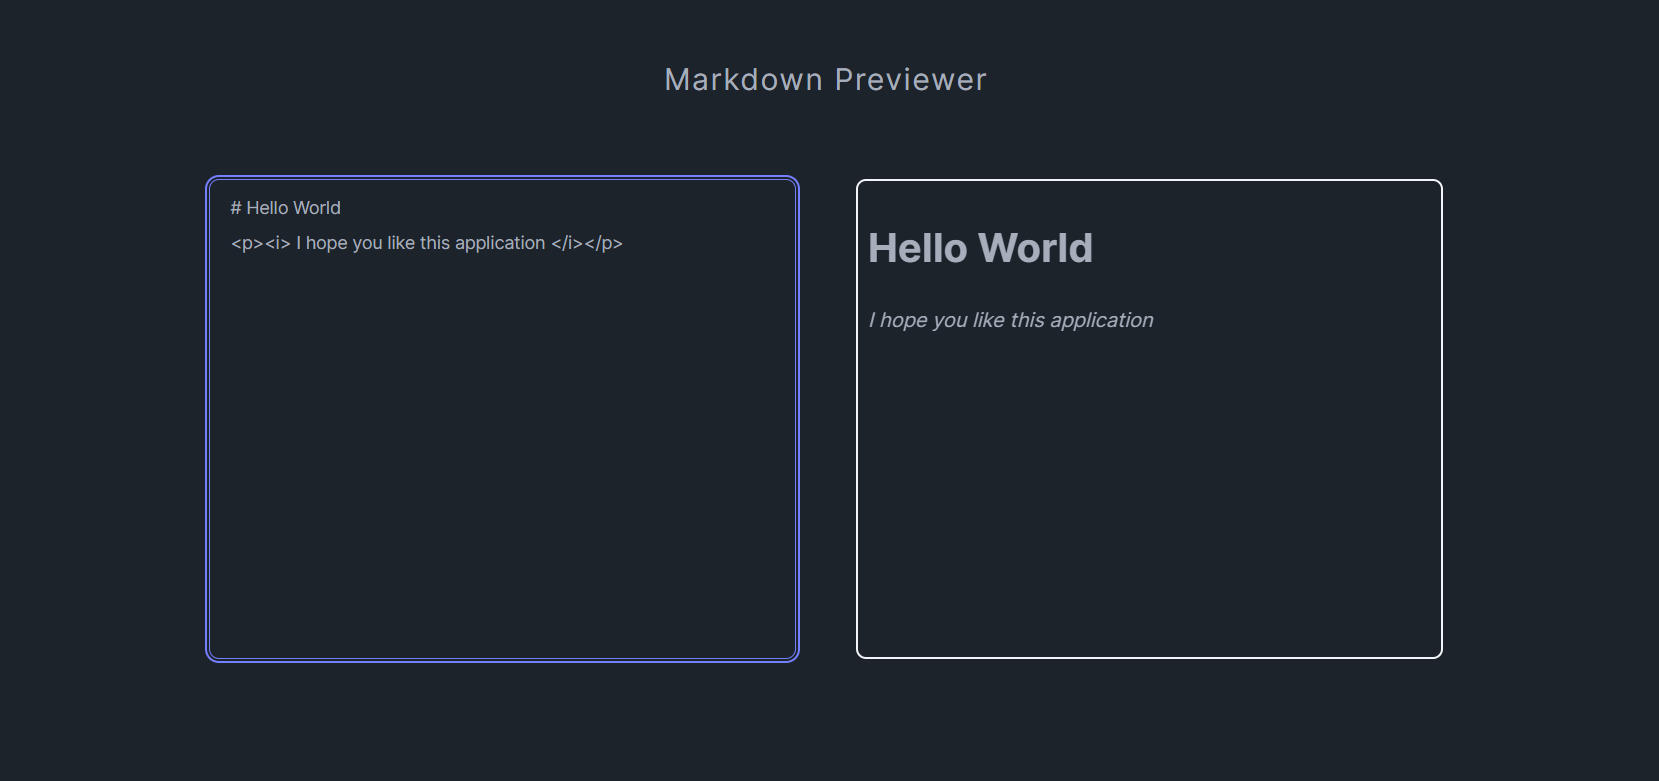 Markdown Previewer
# Hello World
<p><i> I hope you like this application </i></p>
Hello World
I hope you like this application